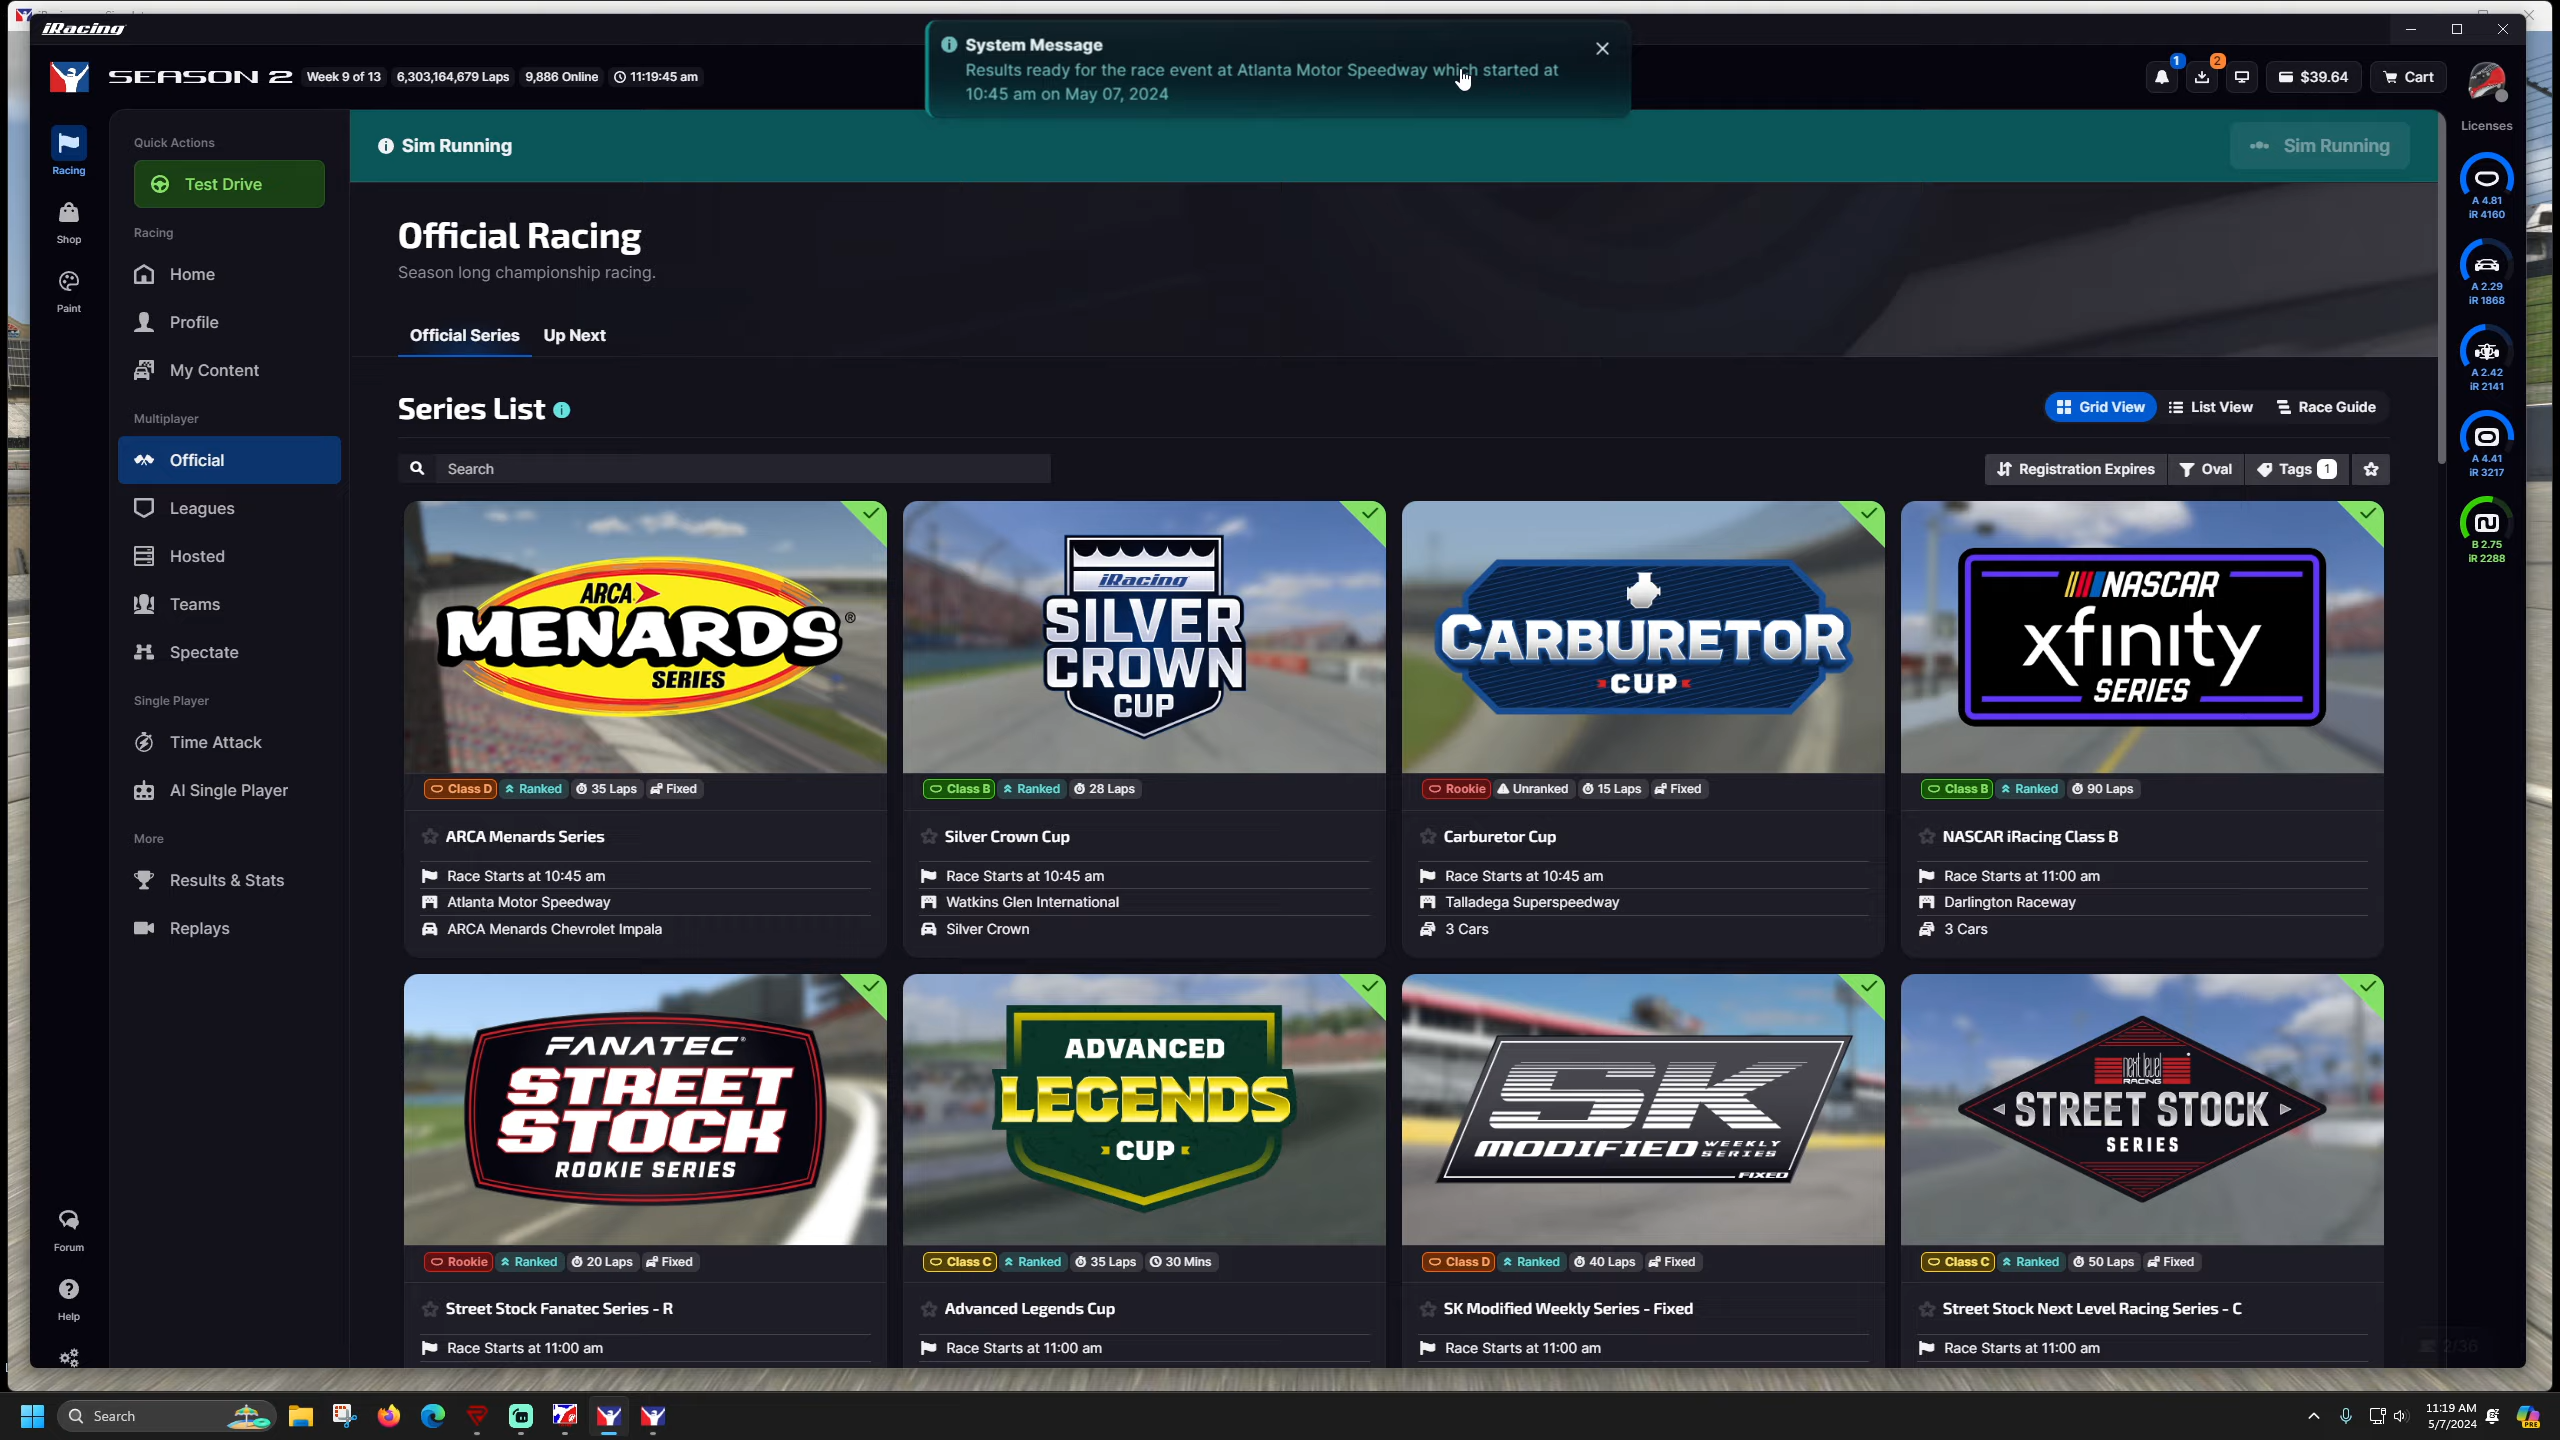 iRacing
System Message
Results ready for the race event at Atlanta Motor Speedway which started at
10:45 am on May 07, 2024
SEASON 2
Week 9 of 13
6,303,164,679 Laps
9,886 Online
11:19:45 am
1
2
$39.64
Cart
Racing
Shop
Paint
Forum
Help
Quick Actions
Test Drive
Racing
Home
Profile
My Content
Multiplayer
Official
Leagues
Hosted
Teams
Spectate
Single Player
Time Attack
AI Single Player
More
Results & Stats
Replays
Sim Running
Sim Running
Official Racing
Season long championship racing.
Official Series
Up Next
Series List
Grid View
List View
Race Guide
Search
Registration Expires
Oval
Tags 1
ARCA
MENARDS®
SERIES
Class D
Ranked
35 Laps
Fixed
ARCA Menards Series
Race Starts at 10:45 am
Atlanta Motor Speedway
ARCA Menards Chevrolet Impala
iRacing
SILVER
CROWN
CUP
Class B
Ranked
28 Laps
Silver Crown Cup
Race Starts at 10:45 am
Watkins Glen International
Silver Crown
CARBURETOR
CUP
Rookie
Unranked
15 Laps
Fixed
Carburetor Cup
Race Starts at 10:45 am
Talladega Superspeedway
3 Cars
NASCAR
xfinity
SERIES
Class B
Ranked
90 Laps
NASCAR iRacing Class B
Race Starts at 11:00 am
Darlington Raceway
3 Cars
FANATEC
STREET
STOCK
ROOKIE SERIES
Rookie
Ranked
20 Laps
Fixed
Street Stock Fanatec Series - R
Race Starts at 11:00 am
ADVANCED
LEGENDS
CUP
Class C
Ranked
35 Laps
30 Mins
Advanced Legends Cup
Race Starts at 11:00 am
SK
MODIFIED WEEKLY SERIES
FIXED
Class D
Ranked
40 Laps
Fixed
SK Modified Weekly Series - Fixed
Race Starts at 11:00 am
next level
RACING
STREET STOCK
SERIES
Class C
Ranked
50 Laps
Fixed
Street Stock Next Level Racing Series - C
Race Starts at 11:00 am
Licenses
A 4.81
iR 4160
A 2.29
iR 1868
A 2.42
iR 2141
A 4.41
iR 3217
B 2.75
iR 2288
2/36
Search
11:19 AM
5/7/2024
PRE